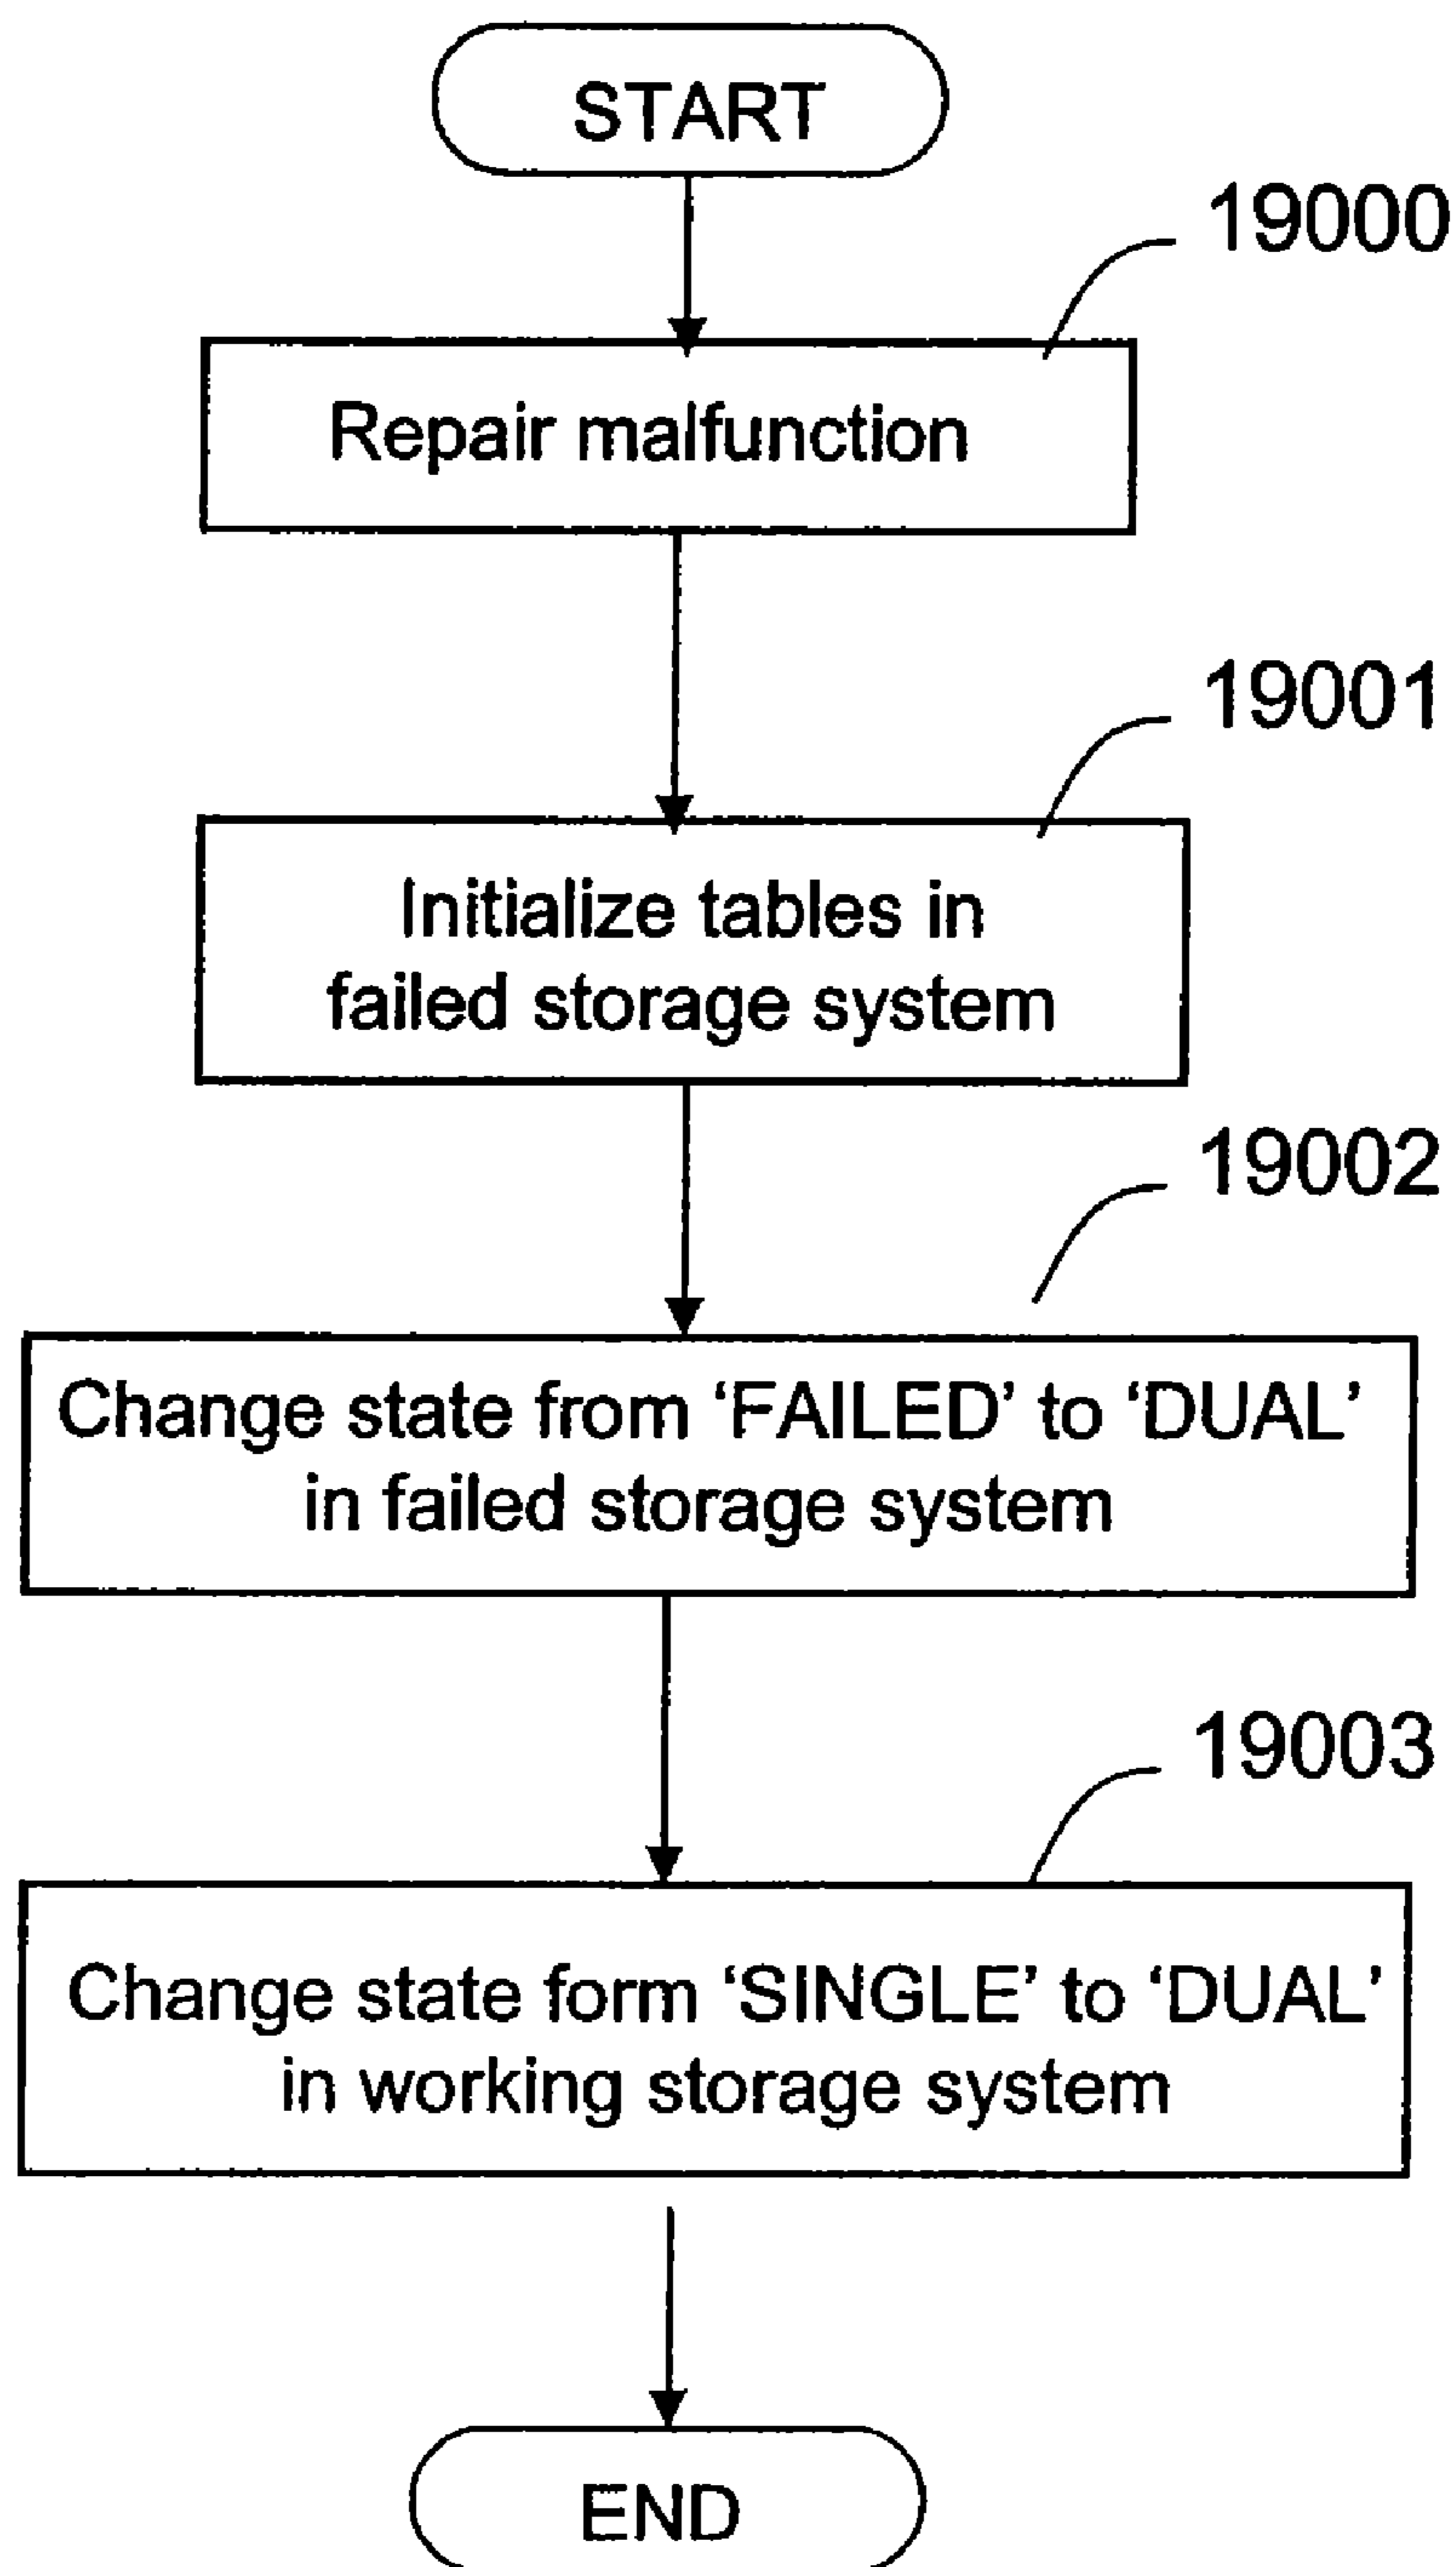 START
19000
Repair malfunction
19001
Initialize tables in
failed storage system
19002
Change state from ‘FAILED’ to ‘DUAL’
in failed storage system
19003
Change state form ‘SINGLE’ to ‘DUAL’
in working storage system
END